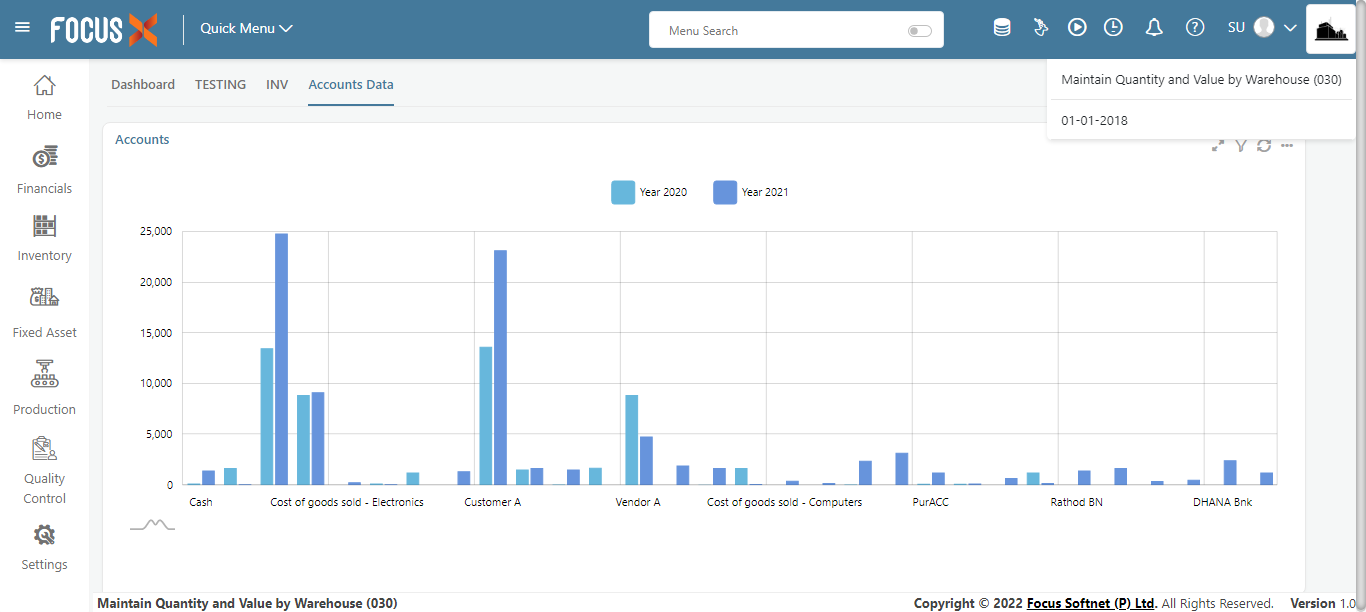 FOCUS X
Quick Menu
Menu Search
SU
Maintain Quantity and Value by Warehouse (030)
01-01-2018
Home
Financials
Inventory
Fixed Asset
Production
Quality
Control
Settings
Dashboard TESTING INV Accounts Data
Accounts
Year 2020 Year 2021
25,000
20,000
15,000
10,000
5,000
0
Cash Cost of goods sold - Electronics Customer A Vendor A Cost of goods sold - Computers PurACC Rathod BN DHANA Bnk
Maintain Quantity and Value by Warehouse (030) Copyright © 2022 Focus Softnet (P) Ltd. All Rights Reserved. Version 1.0